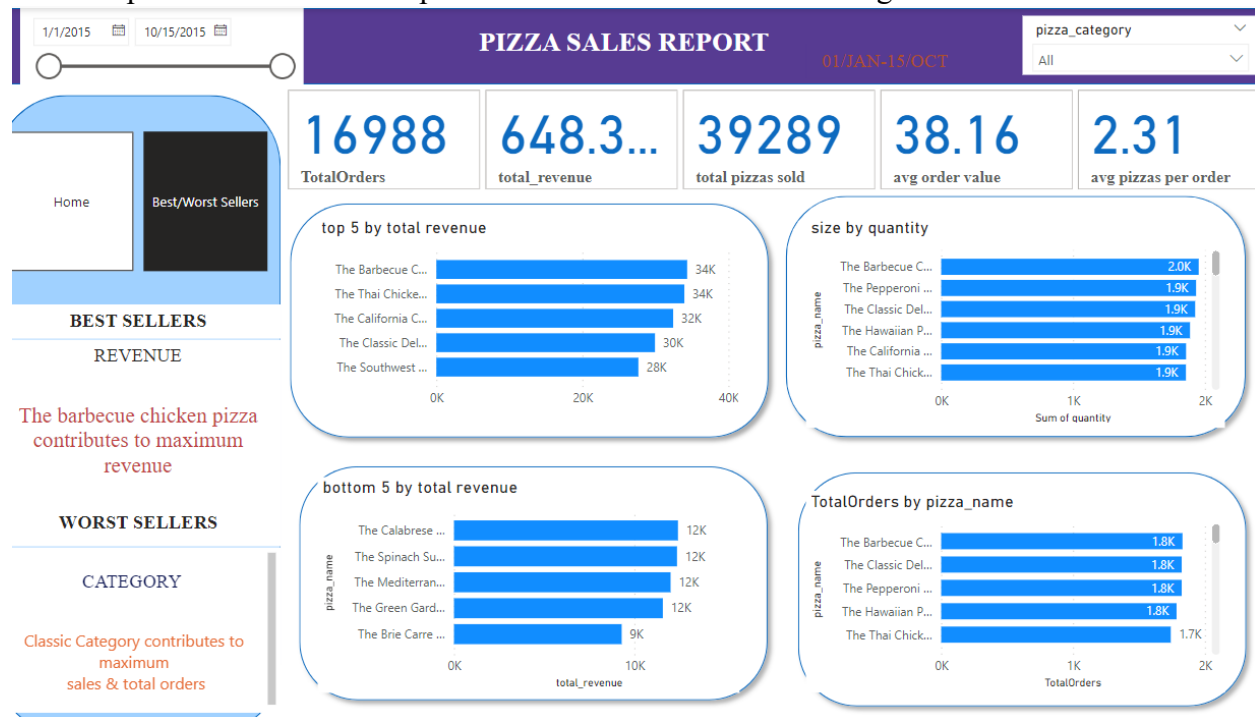 1/1/2015
10/15/2015
PIZZA SALES REPORT
01/JAN-15/OCT
pizza_category
All
Home
Best/Worst Sellers
16988
TotalOrders
648.3...
total_revenue
39289
total pizzas sold
38.16
avg order value
2.31
avg pizzas per order
BEST SELLERS
REVENUE
The barbecue chicken pizza
contributes to maximum
revenue
WORST SELLERS
CATEGORY
Classic Category contributes to
maximum
sales & total orders
top 5 by total revenue
The Barbecue C... 34K
The Thai Chicke... 34K
The California C... 32K
The Classic Del... 30K
The Southwest ... 28K
0K 20K 40K
size by quantity
pizza_name
The Barbecue C... 2.0K
The Pepperoni ... 1.9K
The Classic Del... 1.9K
The Hawaiian P... 1.9K
The California ... 1.9K
The Thai Chick... 1.9K
0K 1K 2K
Sum of quantity
bottom 5 by total revenue
pizza_name
The Calabrese ... 12K
The Spinach Su... 12K
The Mediterran... 12K
The Green Gard... 12K
The Brie Carre ... 9K
0K 10K
total_revenue
TotalOrders by pizza_name
pizza_name
The Barbecue C... 1.8K
The Classic Del... 1.8K
The Pepperoni ... 1.8K
The Hawaiian P... 1.8K
The Thai Chick... 1.7K
0K 1K 2K
TotalOrders